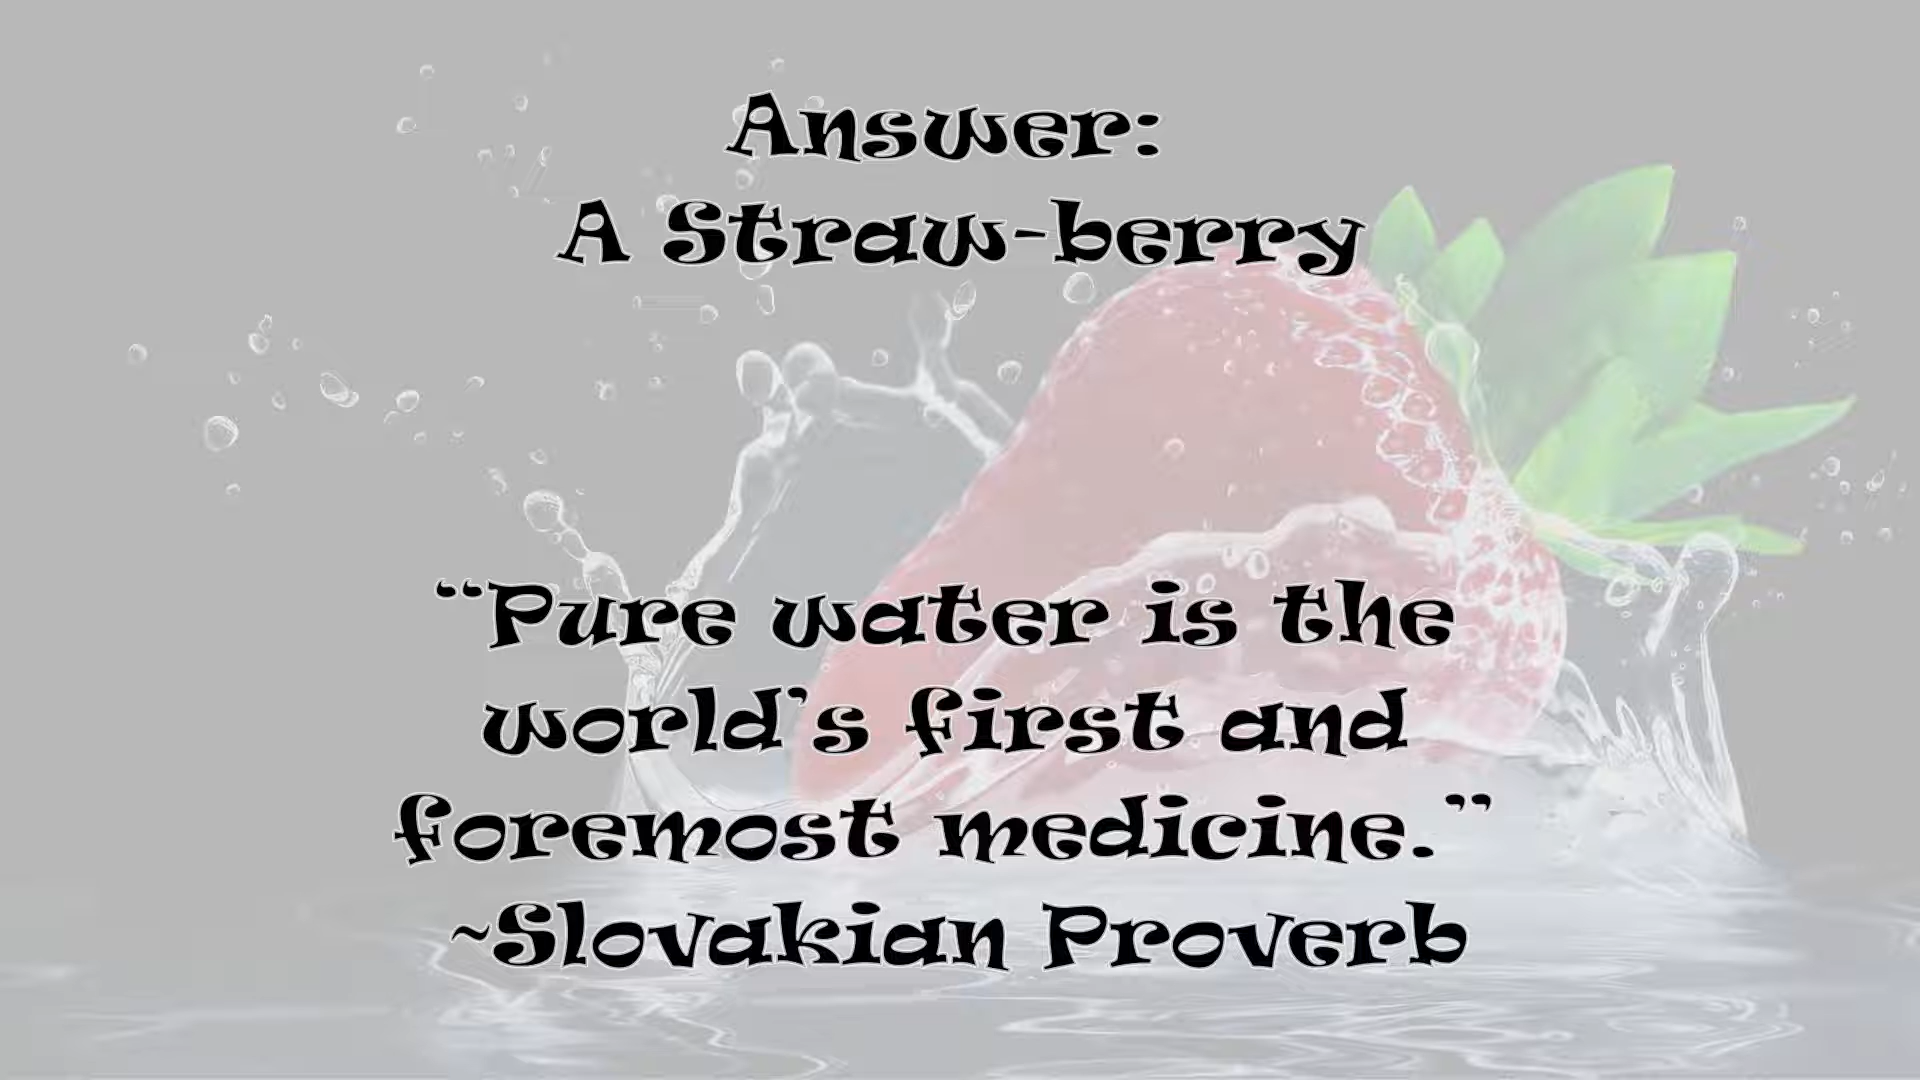 Answer:
A Straw-berry
“Pure water is the
world’s first and
foremost medicine.”
~Slovakian Proverb